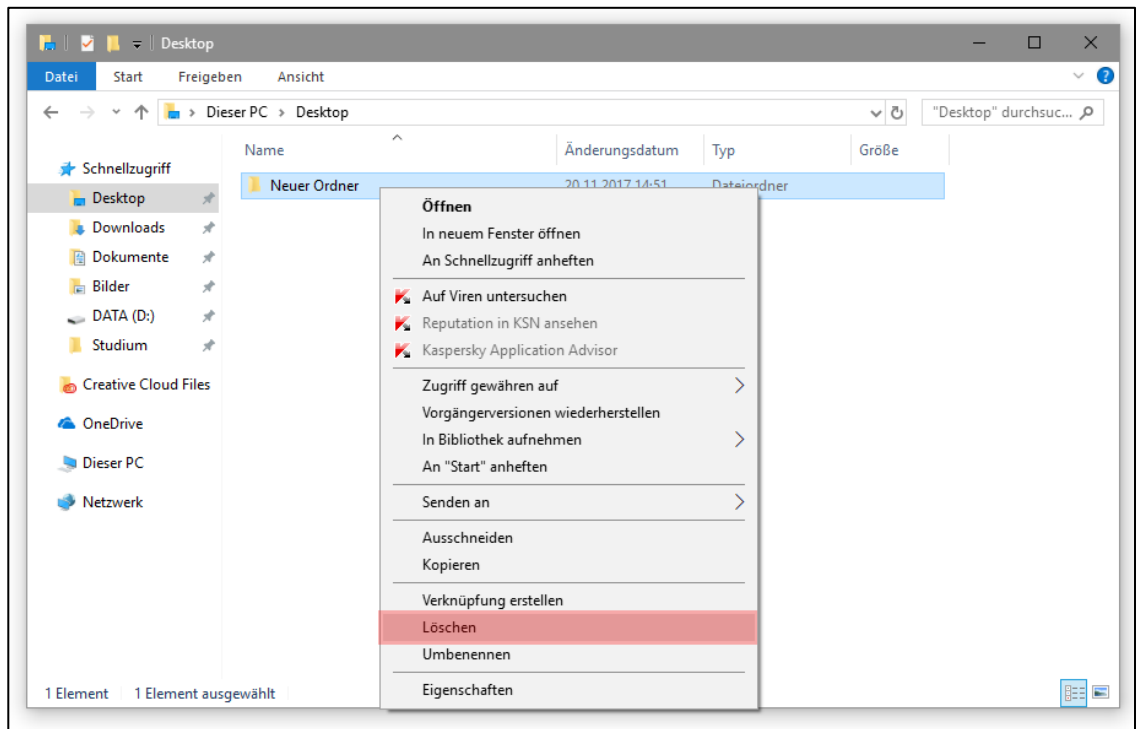 Desktop
Datei Start Freigeben Ansicht
Dieser PC > Desktop "Desktop" durchsuc...
Name Änderungsdatum Typ Größe
Schnellzugriff
Desktop
Downloads
Dokumente
Bilder
DATA (D:)
Studium
Creative Cloud Files
OneDrive
Dieser PC
Netzwerk
Neuer Ordner 20.11.2017 14:51 Dateiordner
Öffnen
In neuem Fenster öffnen
An Schnellzugriff anheften
Auf Viren untersuchen
Reputation in KSN ansehen
Kaspersky Application Advisor
Zugriff gewähren auf
Vorgängerversionen wiederherstellen
In Bibliothek aufnehmen
An "Start" anheften
Senden an
Ausschneiden
Kopieren
Verknüpfung erstellen
Löschen
Umbenennen
Eigenschaften
1 Element 1 Element ausgewählt